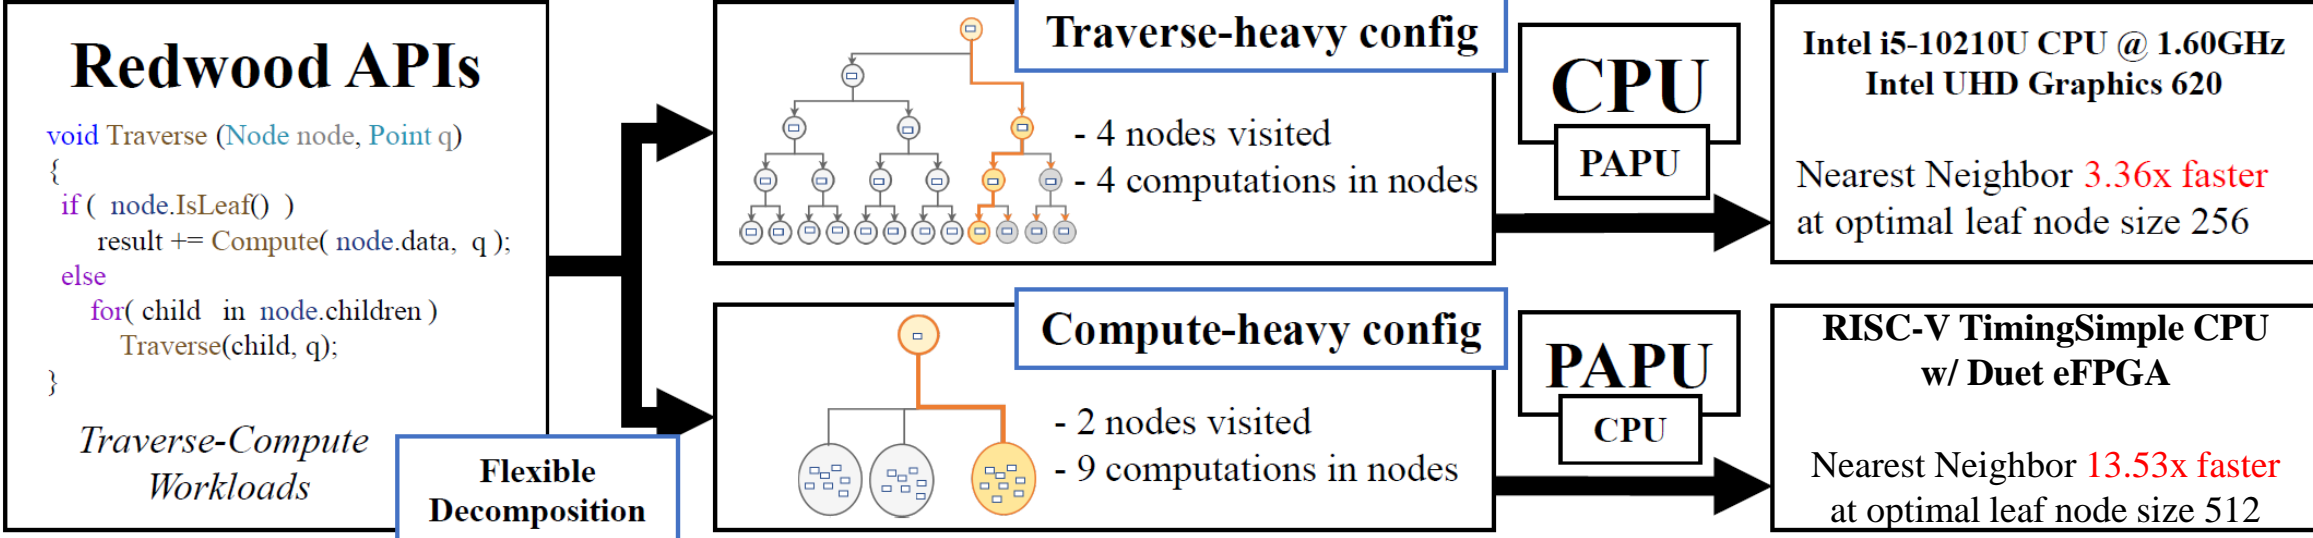 Redwood APIs
void Traverse (Node node, Point q)
{
if ( node.IsLeaf() )
result += Compute( node.data, q );
else
for( child in node.children )
Traverse(child, q);
}
Traverse-Compute
Workloads
Flexible
Decomposition
Traverse-heavy config
- 4 nodes visited
- 4 computations in nodes
CPU
PAPU
Intel i5-10210U CPU @ 1.60GHz
Intel UHD Graphics 620
Nearest Neighbor 3.36x faster
at optimal leaf node size 256
Compute-heavy config
- 2 nodes visited
- 9 computations in nodes
PAPU
CPU
RISC-V TimingSimple CPU
w/ Duet eFPGA
Nearest Neighbor 13.53x faster
at optimal leaf node size 512